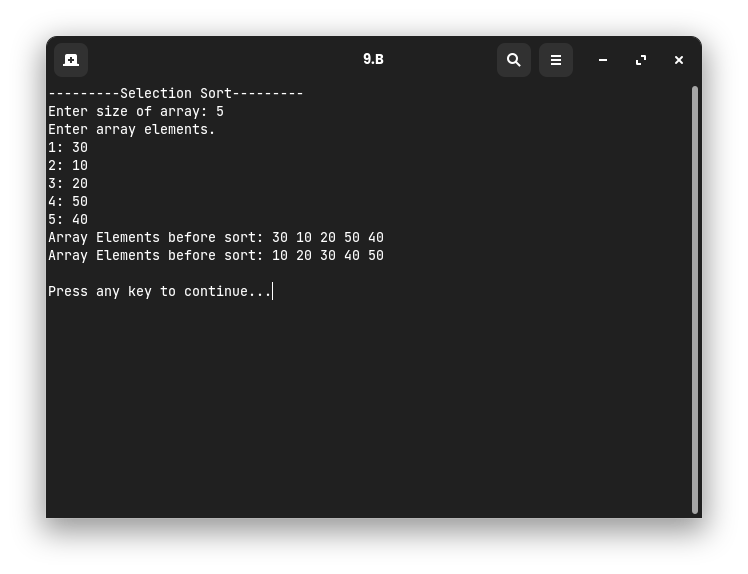 9.B
---------Selection Sort---------
Enter size of array: 5
Enter array elements.
1: 30
2: 10
3: 20
4: 50
5: 40
Array Elements before sort: 30 10 20 50 40
Array Elements before sort: 10 20 30 40 50
Press any key to continue...